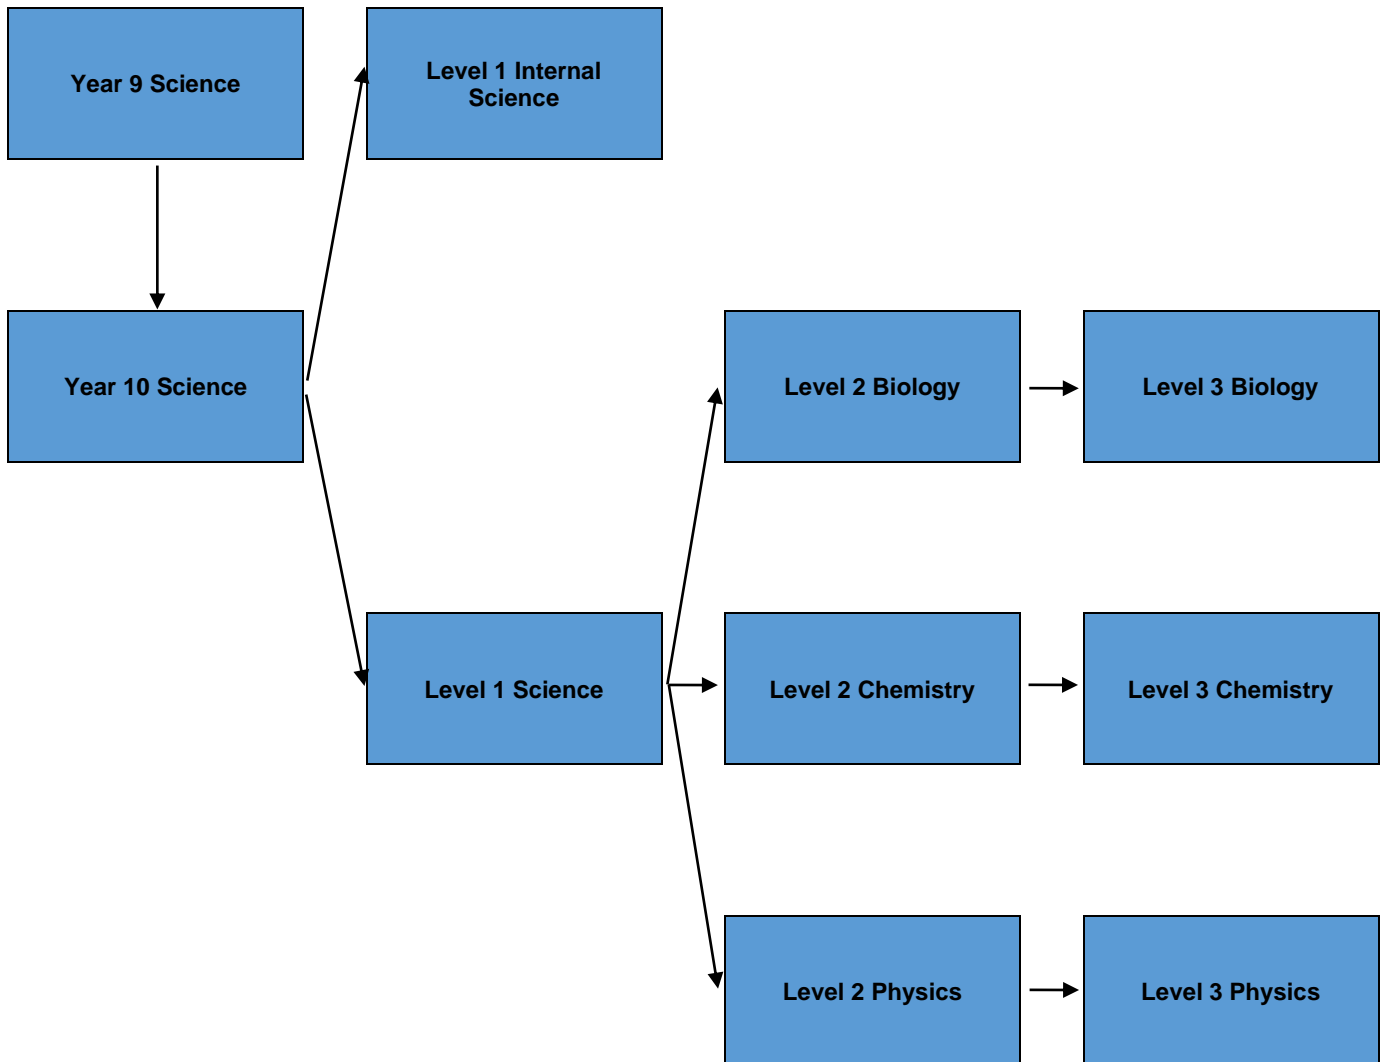 Year 9 Science
Level 1 Internal
Science
Year 10 Science
Level 2 Biology
Level 3 Biology
Level 1 Science
Level 2 Chemistry
Level 3 Chemistry
Level 2 Physics
Level 3 Physics